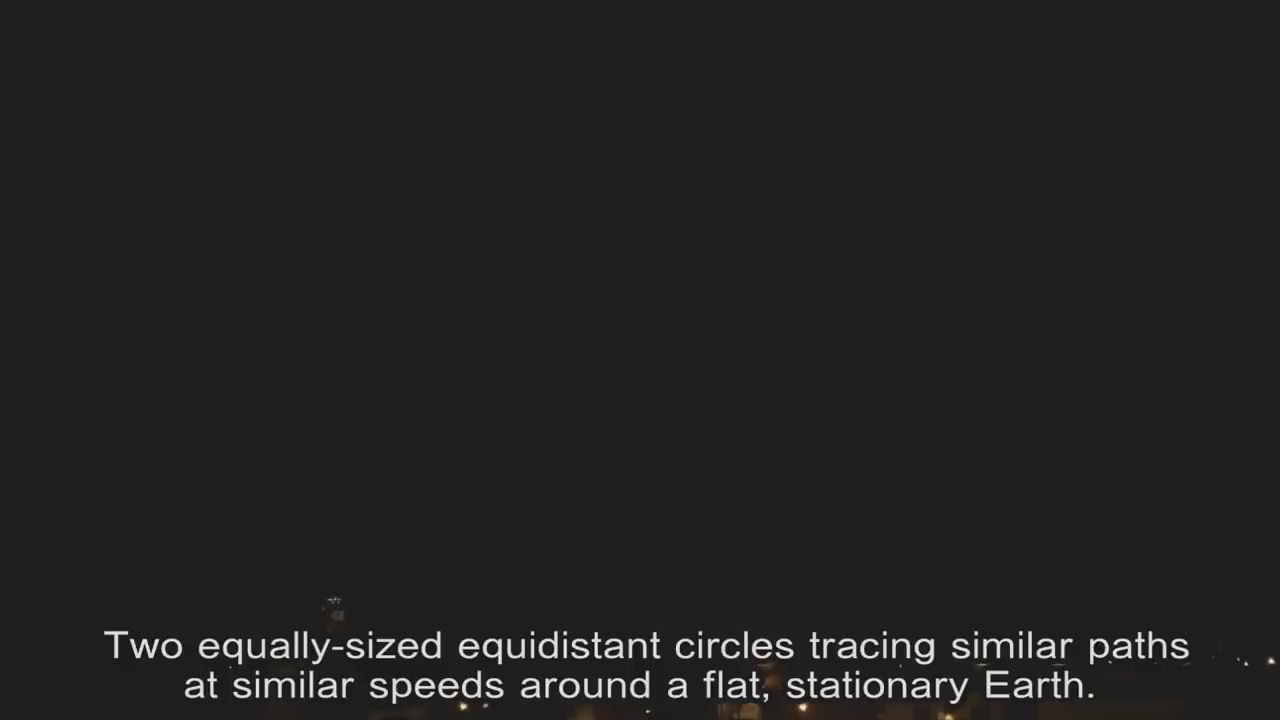 Two equally-sized equidistant circles tracing similar paths
at similar speeds around a flat, stationary Earth.